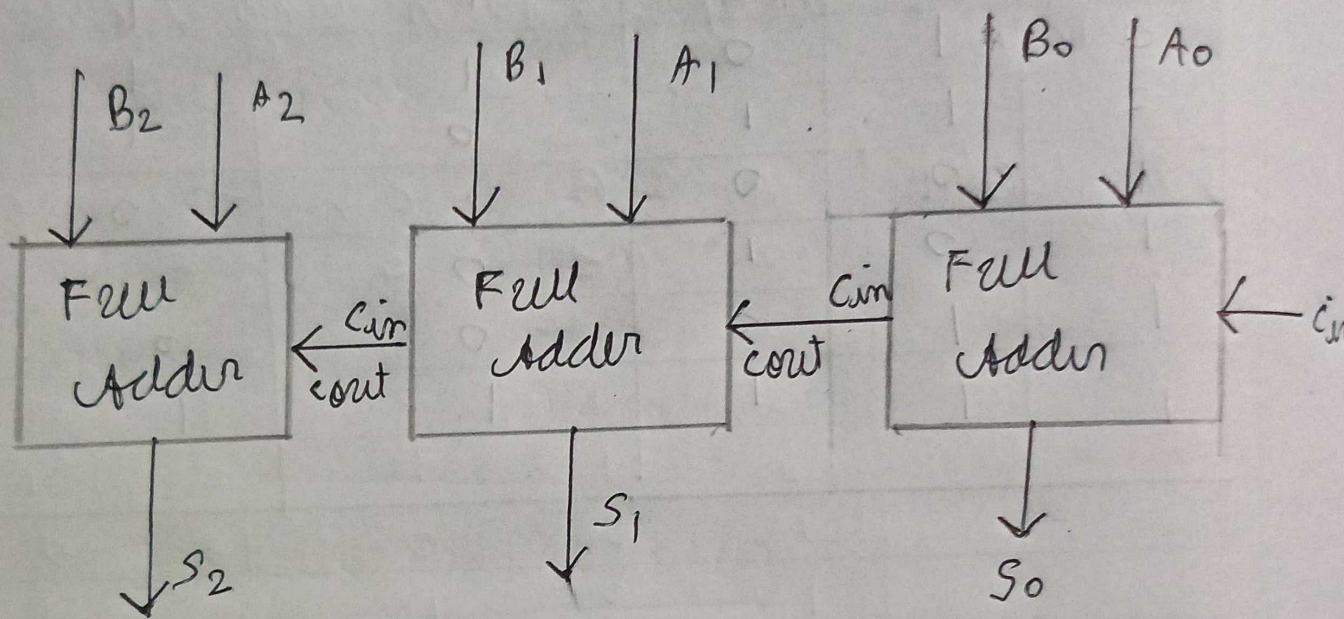 B2 A2 B1 A1 B0 A0
Full Adder
Cin
cout
Full Adder
Cin
cout
Full Adder
S2 S1 S0